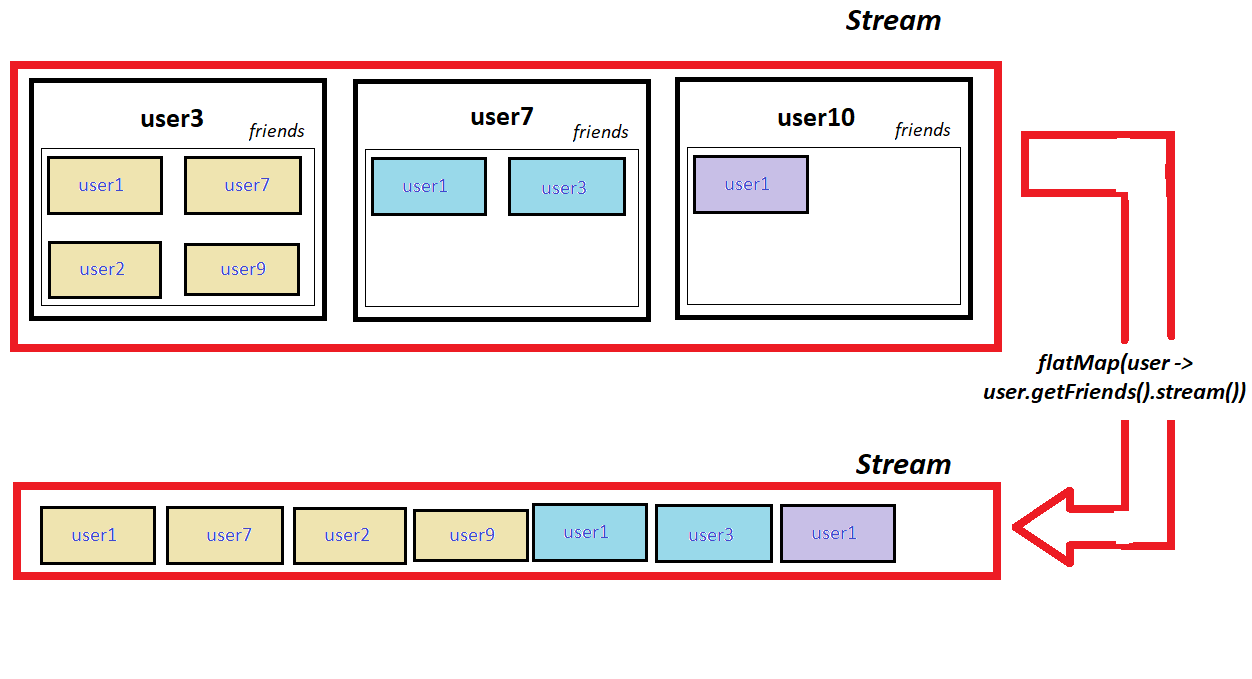 Stream
user3
friends
user1
user7
user2
user9
user7
friends
user1
user3
user10
friends
user1
flatMap(user ->
user.getFriends().stream())
Stream
user1
user7
user2
user9
user1
user3
user1